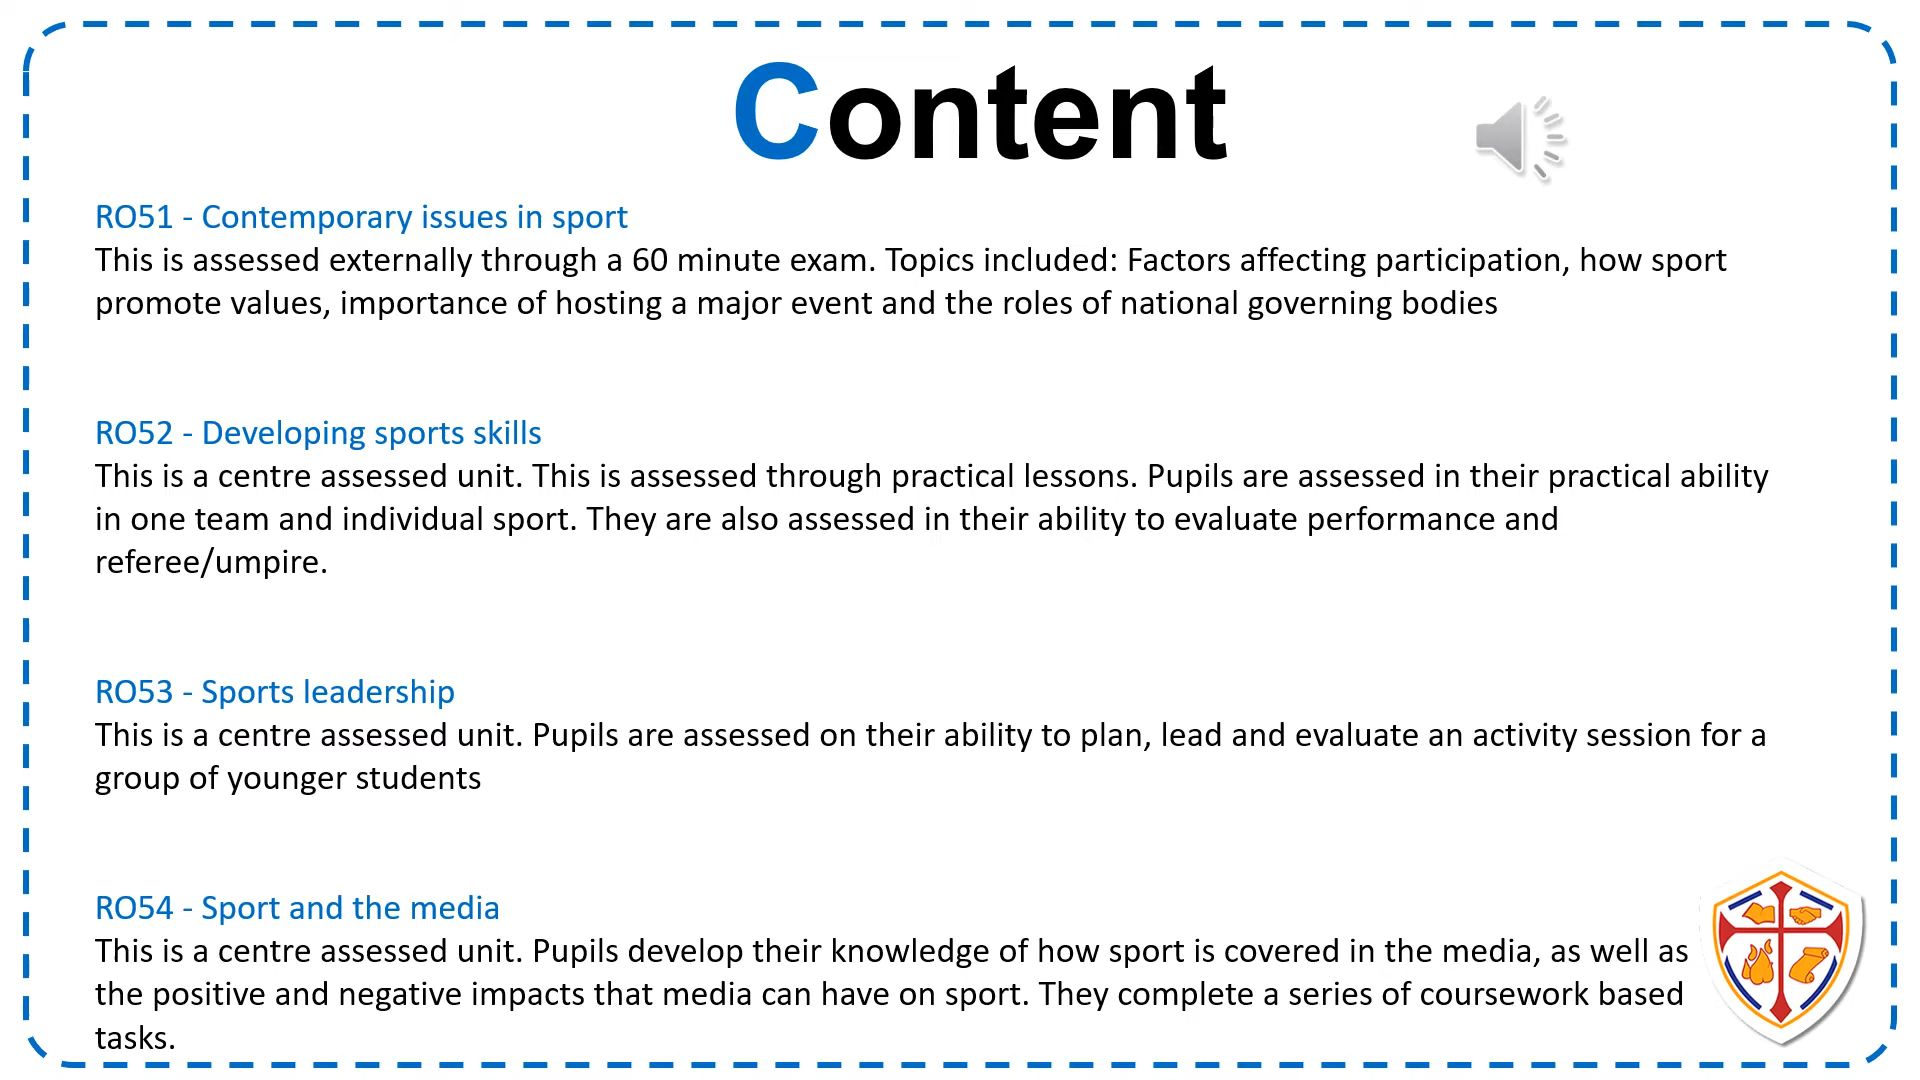 Content
RO51 - Contemporary issues in sport
This is assessed externally through a 60 minute exam. Topics included: Factors affecting participation, how sport
promote values, importance of hosting a major event and the roles of national governing bodies
RO52 - Developing sports skills
This is a centre assessed unit. This is assessed through practical lessons. Pupils are assessed in their practical ability
in one team and individual sport. They are also assessed in their ability to evaluate performance and
referee/umpire.
RO53 - Sports leadership
This is a centre assessed unit. Pupils are assessed on their ability to plan, lead and evaluate an activity session for a
group of younger students
RO54 - Sport and the media
This is a centre assessed unit. Pupils develop their knowledge of how sport is covered in the media, as well as
the positive and negative impacts that media can have on sport. They complete a series of coursework based
tasks.